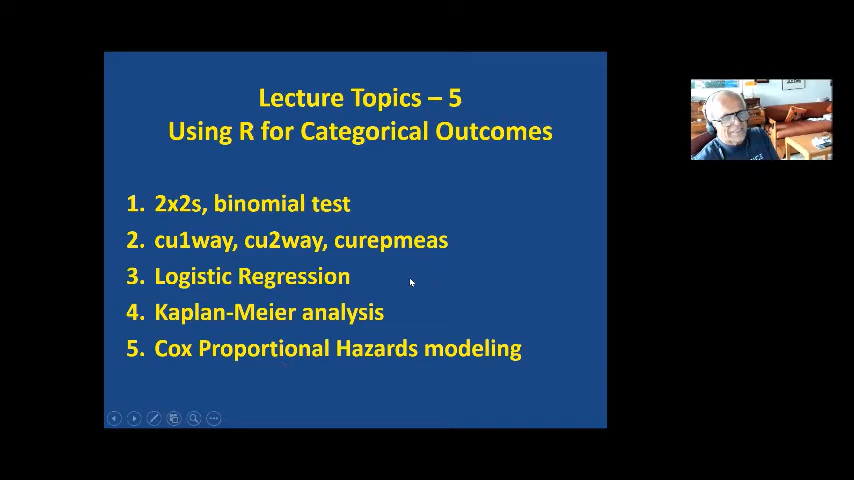 Lecture Topics – 5
Using R for Categorical Outcomes
1. 2x2s, binomial test
2. cu1way, cu2way, curepmeas
3. Logistic Regression
4. Kaplan-Meier analysis
5. Cox Proportional Hazards modeling